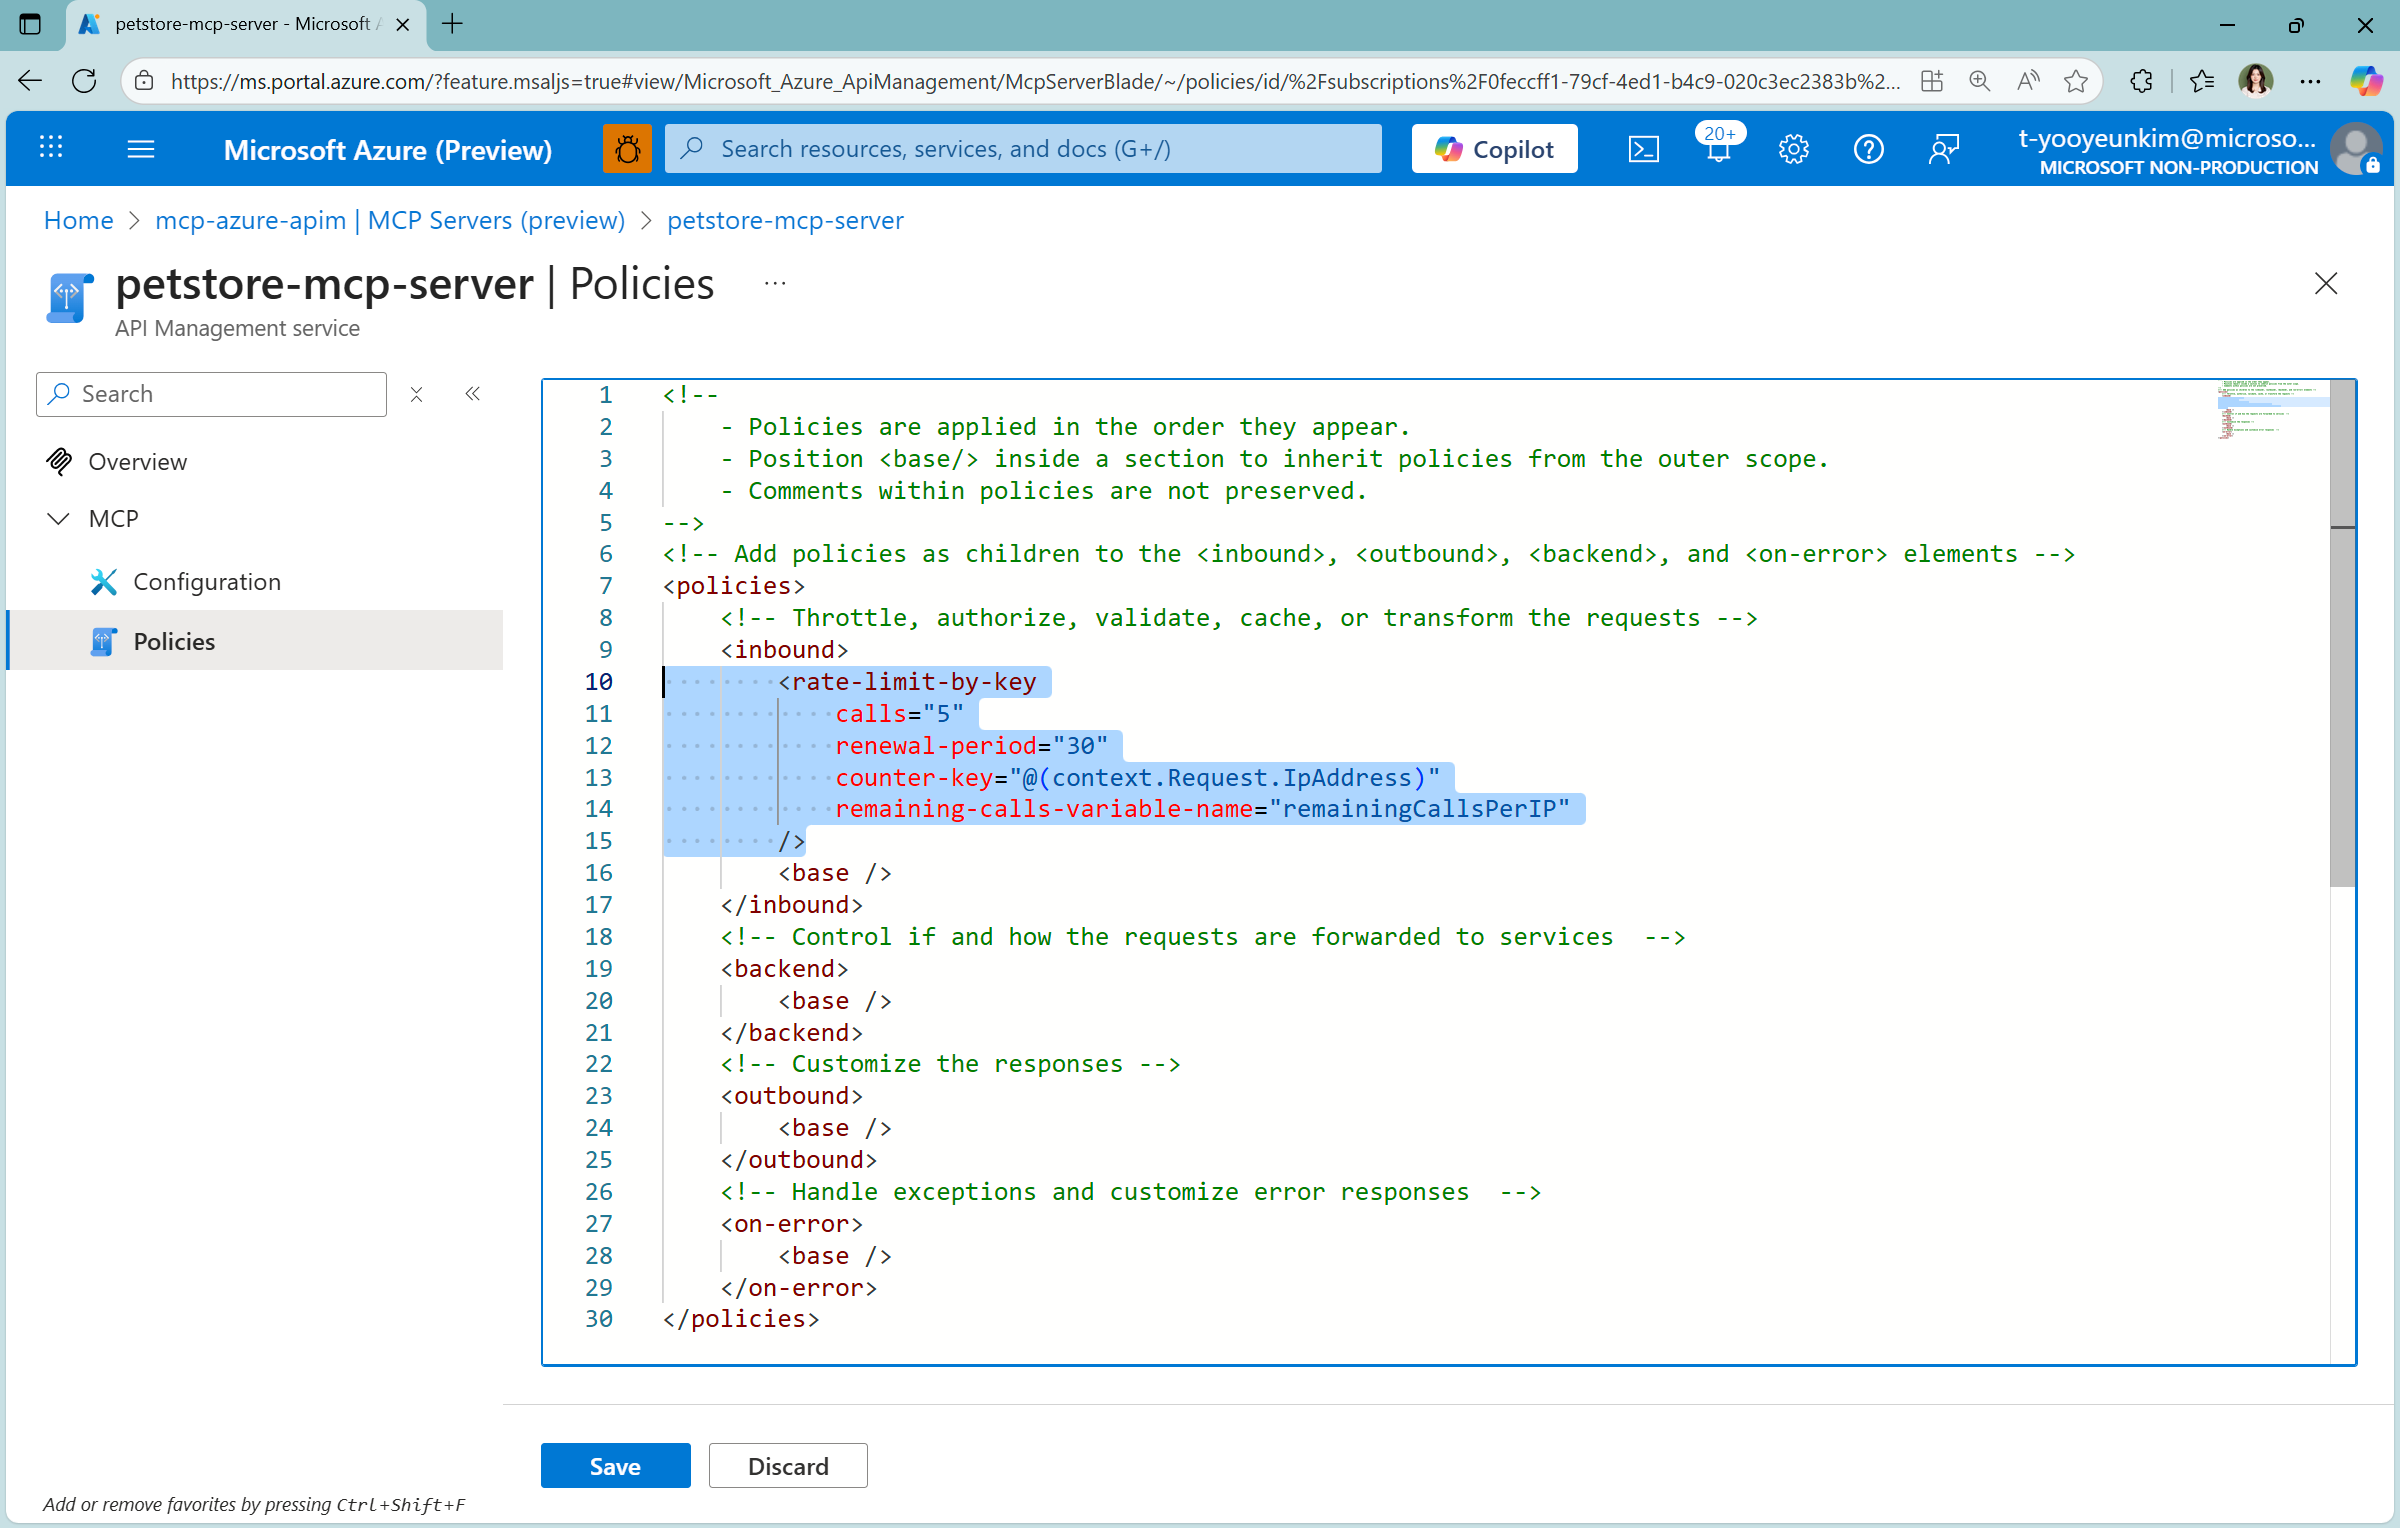 petstore-mcp-server - Microsoft A
https://ms.portal.azure.com/?feature.msaljs=true#view/Microsoft_Azure_ApiManagement/McpServerBlade/~/policies/id/%2Fsubscriptions%2F0feccff1-79cf-4ed1-b4c9-020c3ec2383b%2...
Microsoft Azure (Preview)
Search resources, services, and docs (G+/)
Copilot
20+
t-yooyeunkim@microso...
MICROSOFT NON-PRODUCTION
Home > mcp-azure-apim | MCP Servers (preview) > petstore-mcp-server
petstore-mcp-server | Policies ...
API Management service
Search
Overview
MCP
Configuration
Policies
1 <!--
2     - Policies are applied in the order they appear.
3     - Position <base/> inside a section to inherit policies from the outer scope.
4     - Comments within policies are not preserved.
5 -->
6 <!-- Add policies as children to the <inbound>, <outbound>, <backend>, and <on-error> elements -->
7 <policies>
8     <!-- Throttle, authorize, validate, cache, or transform the requests -->
9     <inbound>
10         <rate-limit-by-key
11             calls="5"
12             renewal-period="30"
13             counter-key="@(context.Request.IpAddress)"
14             remaining-calls-variable-name="remainingCallsPerIP"
15         />
16         <base />
17     </inbound>
18     <!-- Control if and how the requests are forwarded to services  -->
19     <backend>
20         <base />
21     </backend>
22     <!-- Customize the responses -->
23     <outbound>
24         <base />
25     </outbound>
26     <!-- Handle exceptions and customize error responses  -->
27     <on-error>
28         <base />
29     </on-error>
30 </policies>
Save
Discard
Add or remove favorites by pressing Ctrl+Shift+F